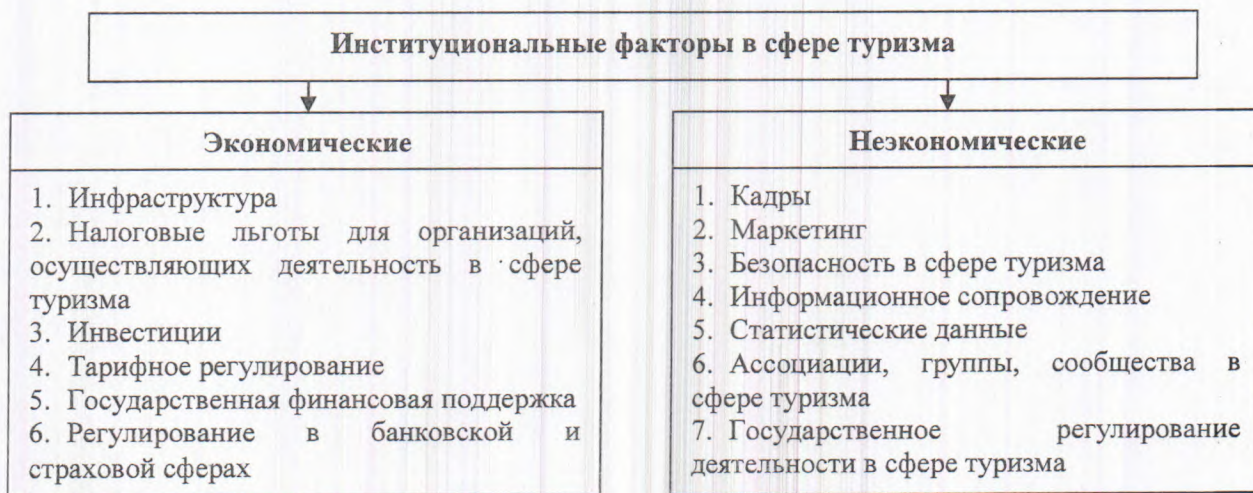 Институциональные факторы в сфере туризма
Экономические
1. Инфраструктура
2. Налоговые льготы для организаций,
осуществляющих деятельность в сфере
туризма
3. Инвестиции
4. Тарифное регулирование
5. Государственная финансовая поддержка
6. Регулирование в банковской и
страховой сферах
Неэкономические
1. Кадры
2. Маркетинг
3. Безопасность в сфере туризма
4. Информационное сопровождение
5. Статистические данные
6. Ассоциации, группы, сообщества в
сфере туризма
7. Государственное регулирование
деятельности в сфере туризма